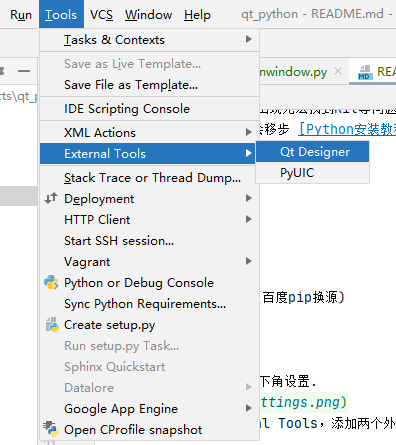 Run Tools VCS Window Help qt_python - README.md -
Tasks & Contexts
Save as Live Template...
nwindow.py
REA
Save File as Template...
cts\qt_p
IDE Scripting Console
XML Actions
移步 [Python安装教
External Tools
Qt Designer
Stack Trace or Thread Dump...
PyUIC
Deployment
HTTP Client
Start SSH session...
Vagrant
Python or Debug Console
Sync Python Requirements...
(百度pip换源)
Create setup.py
Run setup.py Task...
Sphinx Quickstart
下角设置.
Datalore
ttings.png)
Google App Engine
al Tools，添加两个外
Open CProfile snapshot